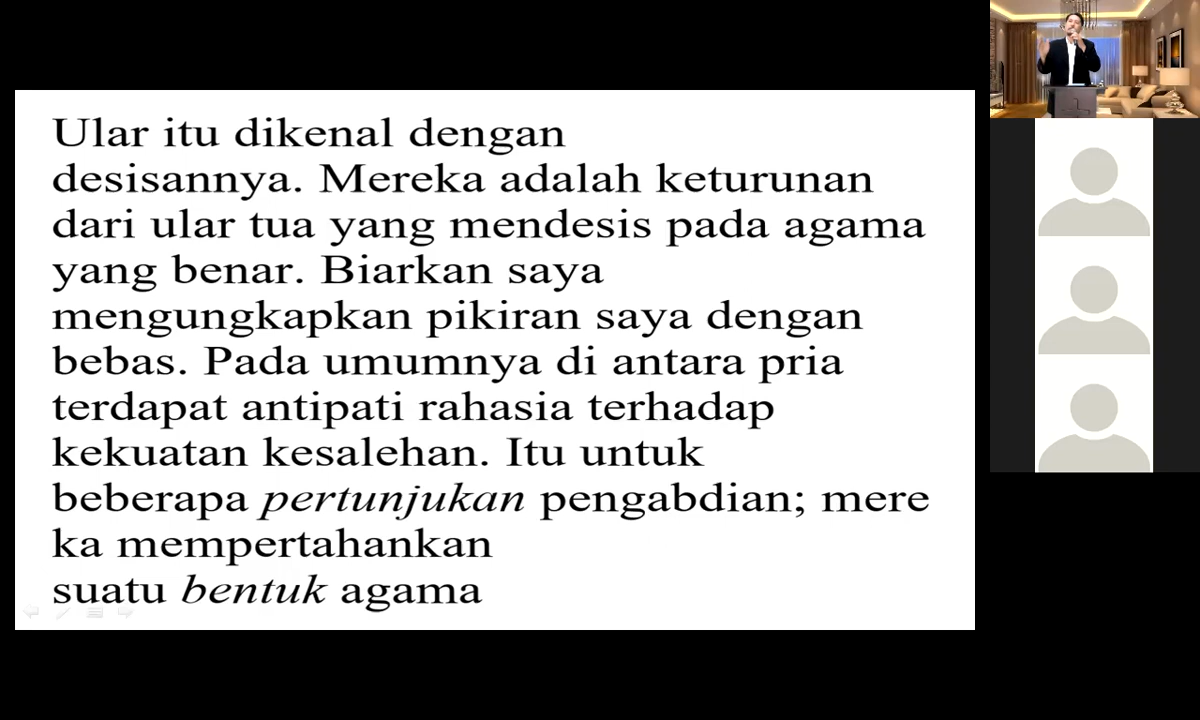 Ular itu dikenal dengan
desisannya. Mereka adalah keturunan
dari ular tua yang mendesis pada agama
yang benar. Biarkan saya
mengungkapkan pikiran saya dengan
bebas. Pada umumnya di antara pria
terdapat antipati rahasia terhadap
kekuatan kesalehan. Itu untuk
beberapa pertunjukan pengabdian; mere
ka mempertahankan
suatu bentuk agama